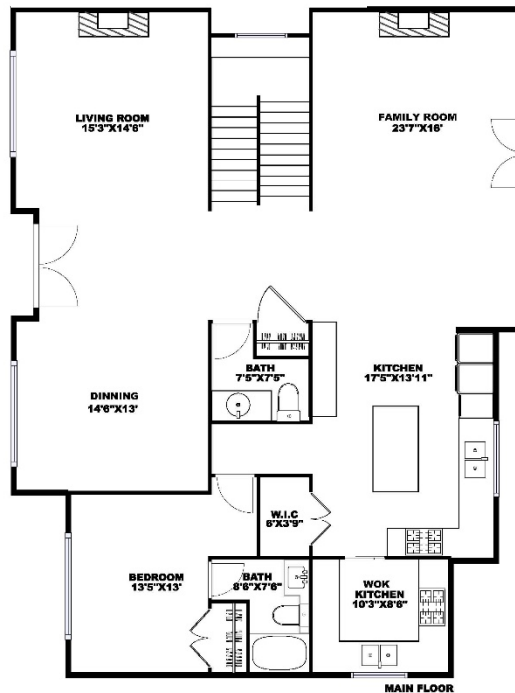 LIVING ROOM
15'3"X14'6"
FAMILY ROOM
23'7"X16'
BATH
7'5"X7'5"
KITCHEN
17'5"X13'11"
DINNING
14'6"X13'
W.I.C
6'X3'9"
BEDROOM
13'5"X13'
BATH
8'6"X7'6"
WOK
KITCHEN
10'3"X8'6"
MAIN FLOOR